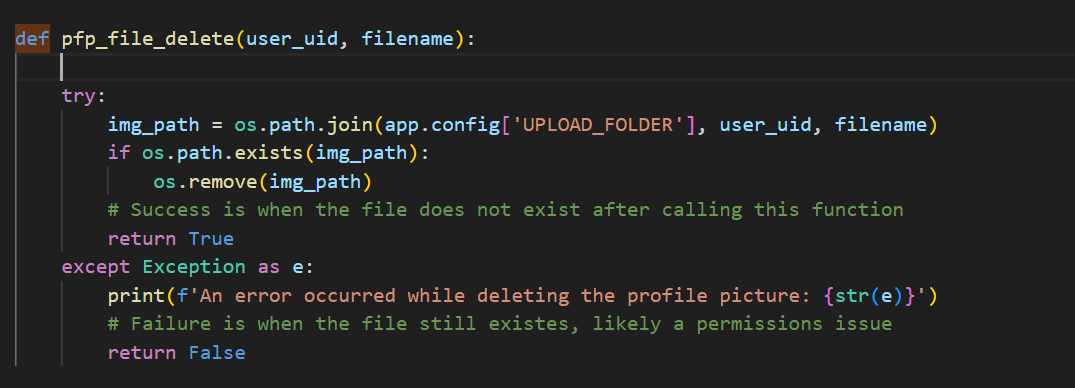 def pfp_file_delete(user_uid, filename):
    try:
        img_path = os.path.join(app.config['UPLOAD_FOLDER'], user_uid, filename)
        if os.path.exists(img_path):
            os.remove(img_path)
        # Success is when the file does not exist after calling this function
        return True
    except Exception as e:
        print(f'An error occurred while deleting the profile picture: {str(e)}')
        # Failure is when the file still existes, likely a permissions issue
        return False